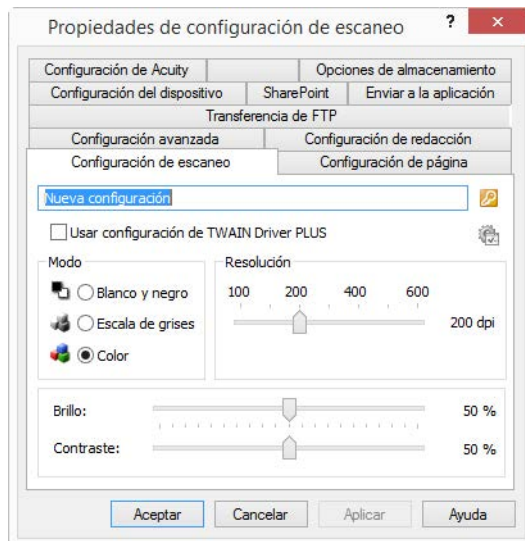 Propiedades de configuración de escaneo ? ×
Configuración de Acuity Opciones de almacenamiento
Configuración del dispositivo SharePoint Enviar a la aplicación
Transferencia de FTP
Configuración avanzada Configuración de redacción
Configuración de escaneo Configuración de página
Nueva configuración
Usar configuración de TWAIN Driver PLUS
Modo Resolución
Blanco y negro 100 200 400 600
Escala de grises 200 dpi
Color
Brillo: 50 %
Contraste: 50 %
Aceptar Cancelar Aplicar Ayuda